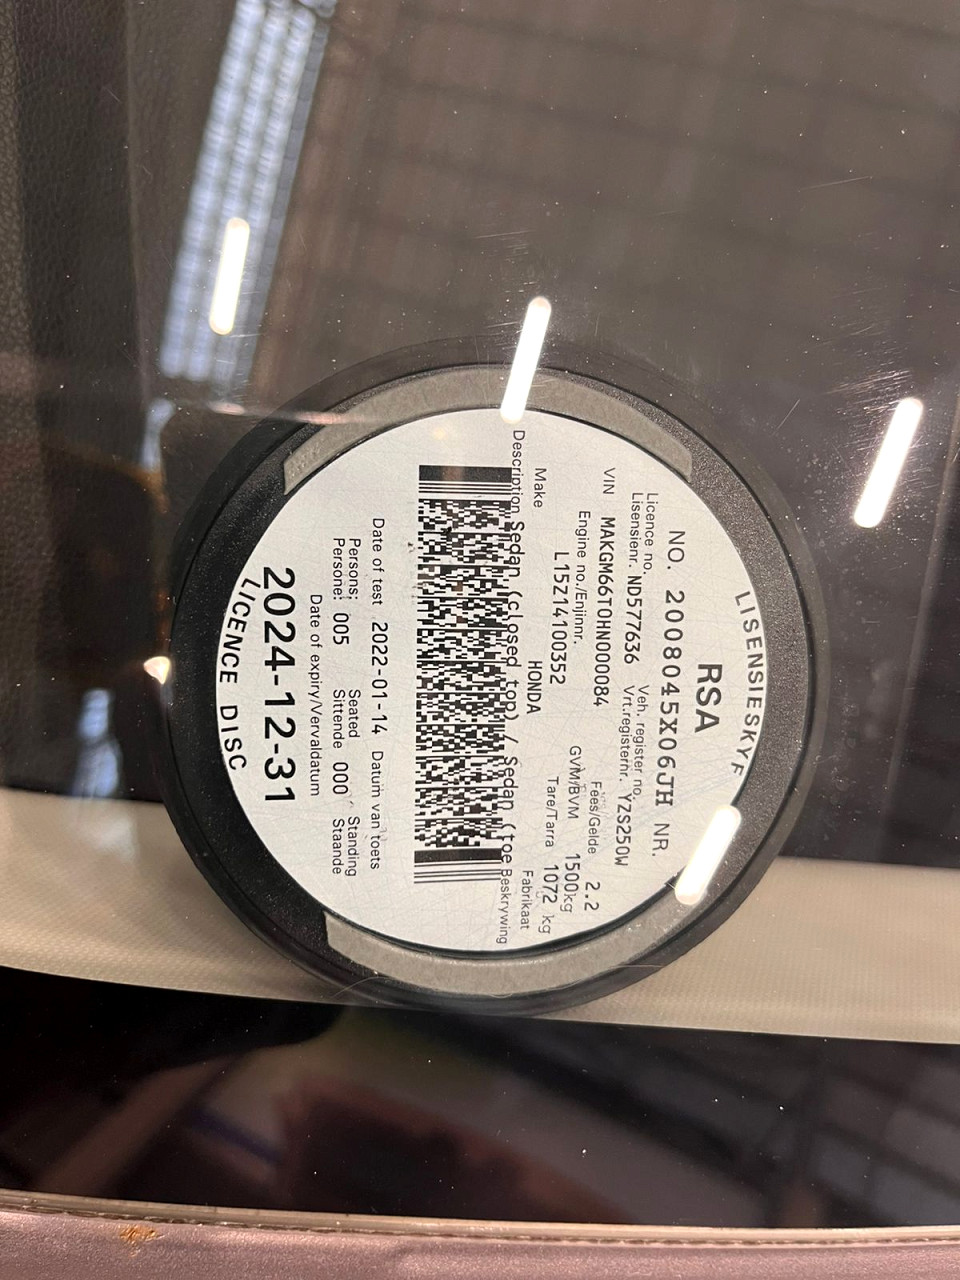 LISENSIESKYF
RSA
NO. 2008045X06JH NR.
Licence no. Veh. register no.
Lisensienr. ND577636 Vrt.registernr. YZS250W
VIN MAKGM66T0HN000084 Fees/Gelde 2.2
Engine no./Enjinnr. GVM/BVM 1500kg
L15Z14100352 Tare/Tarra 1072 kg
Make HONDA Fabrikaat
Description Sedan (closed top) / Sedan (toe Beskrywing
Date of test 2022-01-14 Datum van toets
Persons: Seated Standing
Persone: 005 Sittende 000 Staande
Date of expiry/Vervaldatum
2024-12-31
LICENCE DISC